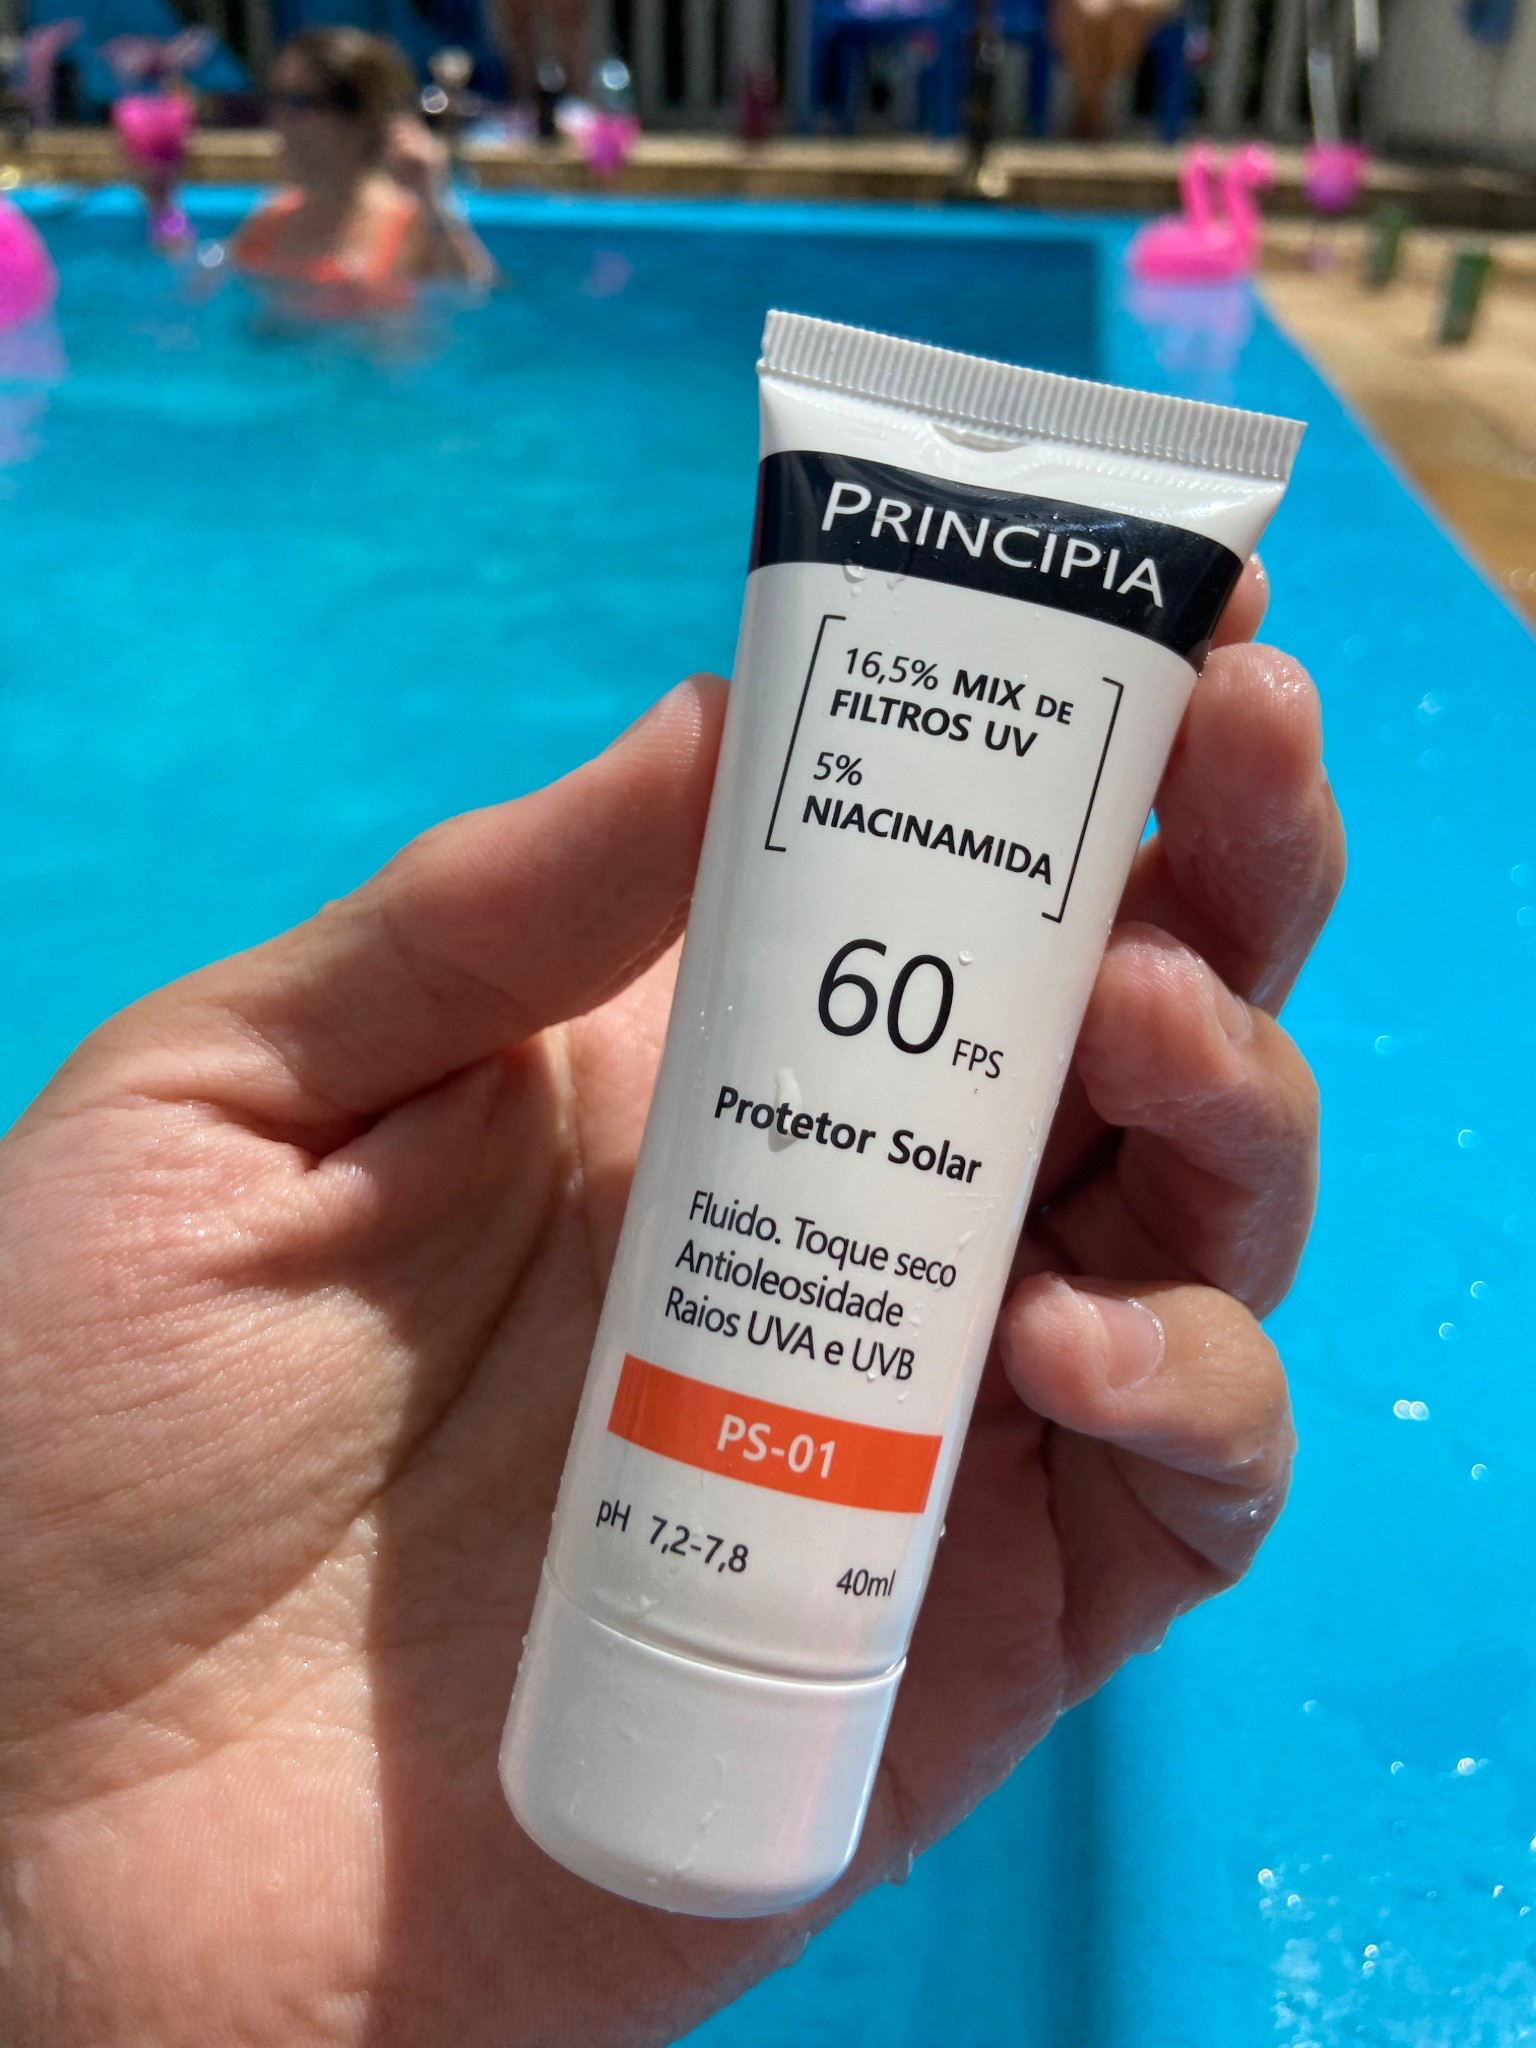 PRINCIPIA
16,5% MIX DE
FILTROS UV
5%
NIACINAMIDA
60 FPS
Protetor Solar
Fluido. Toque seco
Antioleosidade
Raios UVA e UVB
PS-01
pH 7,2-7,8 40ml